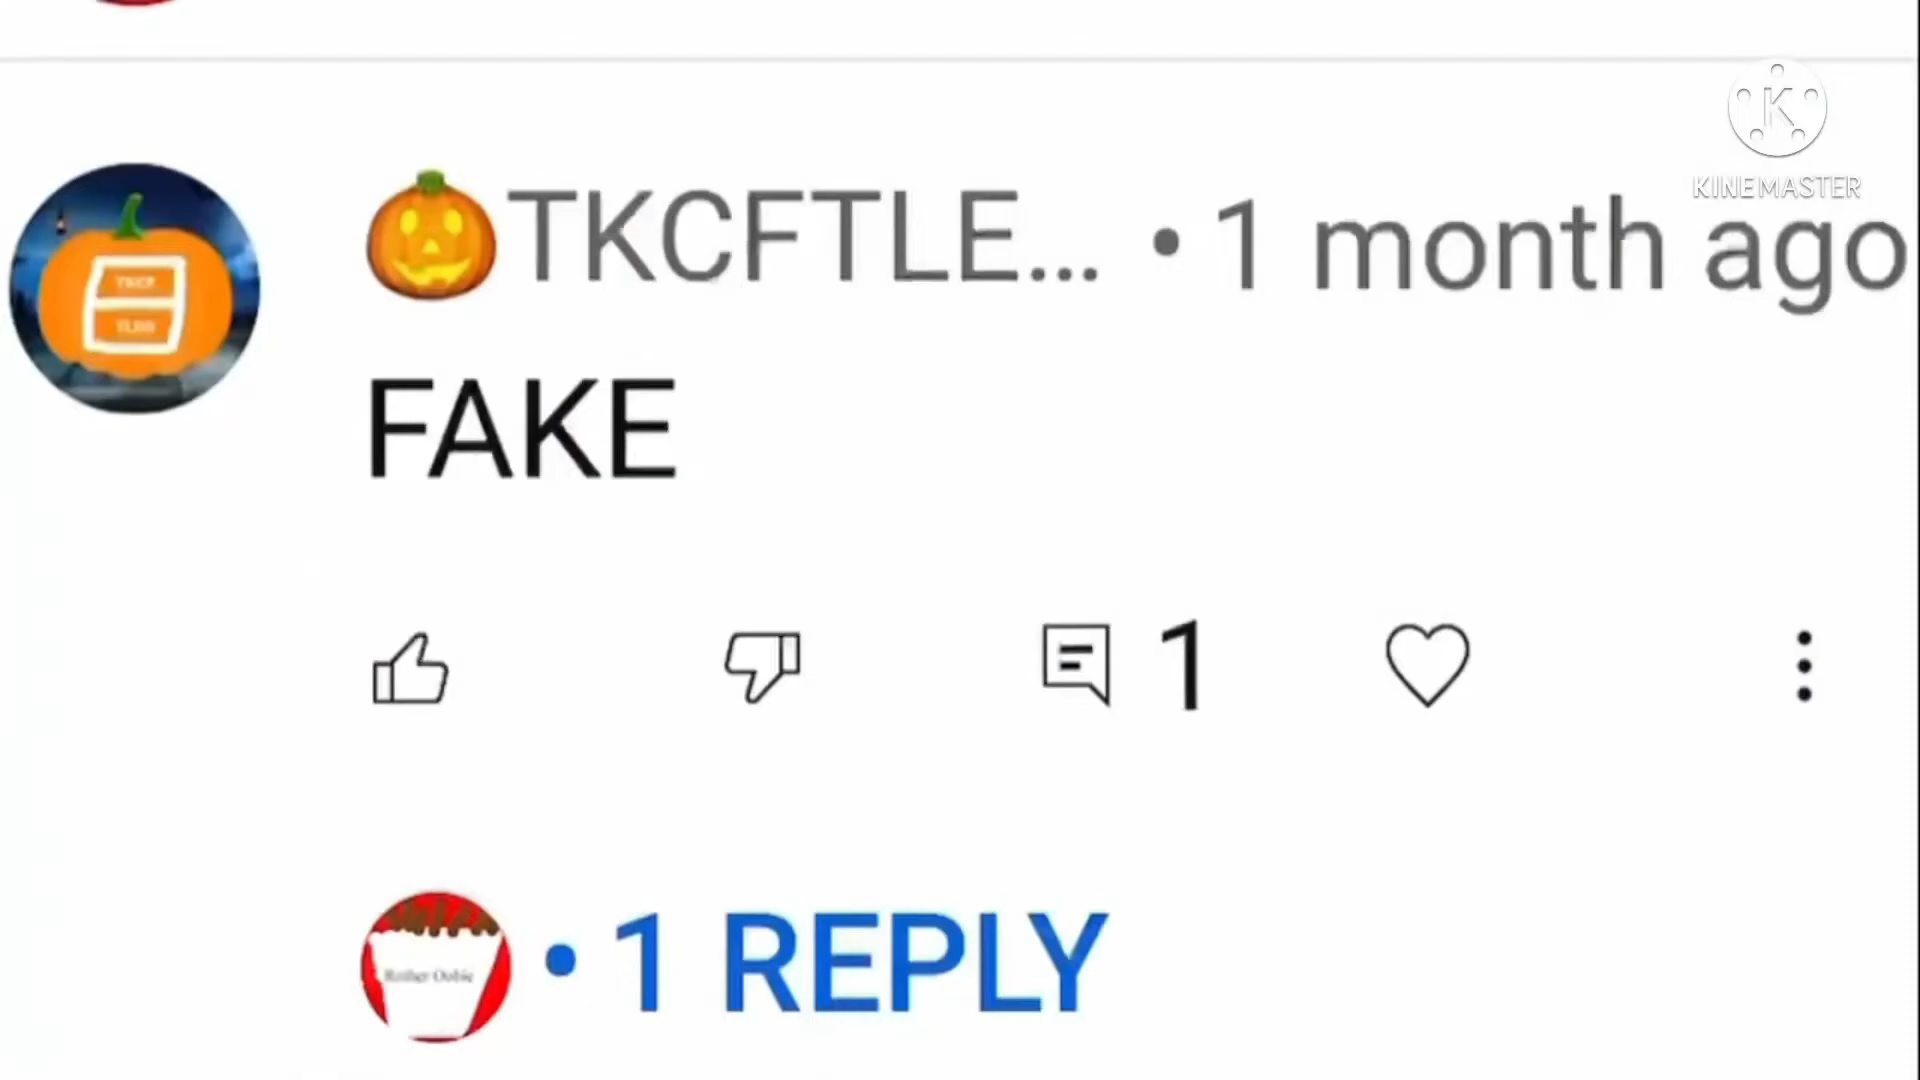 K
KINEMASTER
🎃TKCFTLE... • 1 month ago
FAKE
1
• 1 REPLY